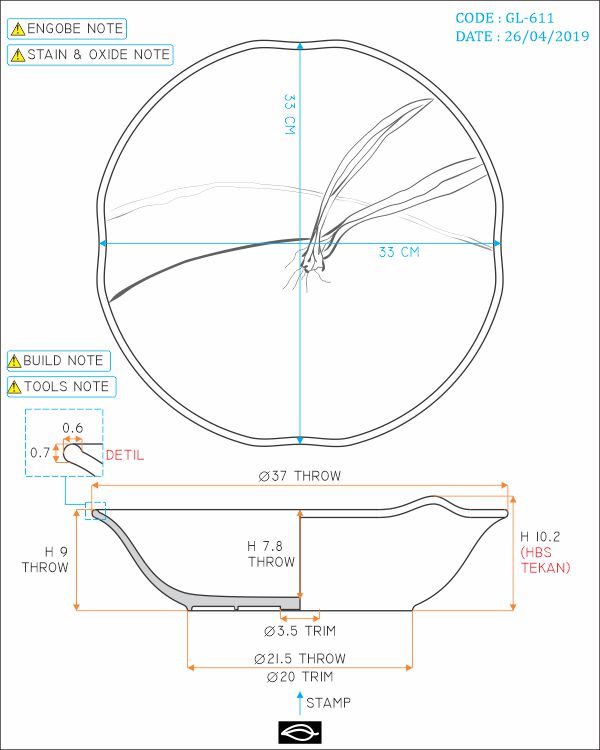 ENGOBE NOTE
STAIN & OXIDE NOTE
CODE : GL-611
DATE : 26/04/2019
33 CM
33 CM
BUILD NOTE
TOOLS NOTE
0.6
0.7
DETIL
Ø37 THROW
H 9
THROW
H 7.8
THROW
H 10.2
(HBS
TEKAN)
Ø3.5 TRIM
Ø21.5 THROW
Ø20 TRIM
STAMP